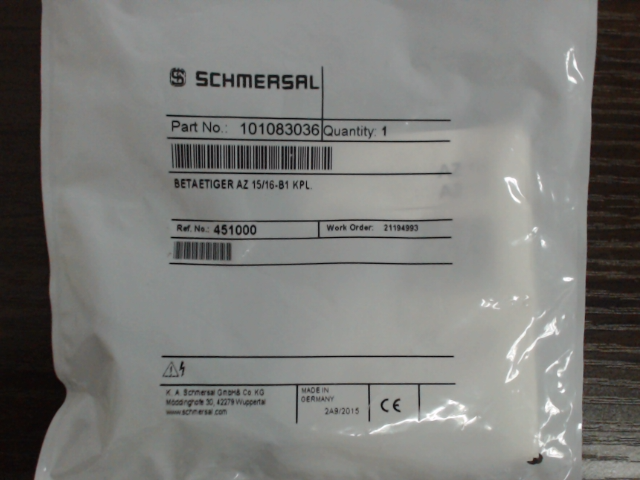 SCHMERSAL
Part No.: 101083036 Quantity: 1
BETAETIGER AZ 15/16-B1 KPL.
Ref. No.: 451000 Work Order: 21194993
K. A. Schmersal GmbH& Co. KG
Möddinghofe 30, 42279 Wuppertal
www.schmersal.com
MADE IN
GERMANY
2A9/2015
CE